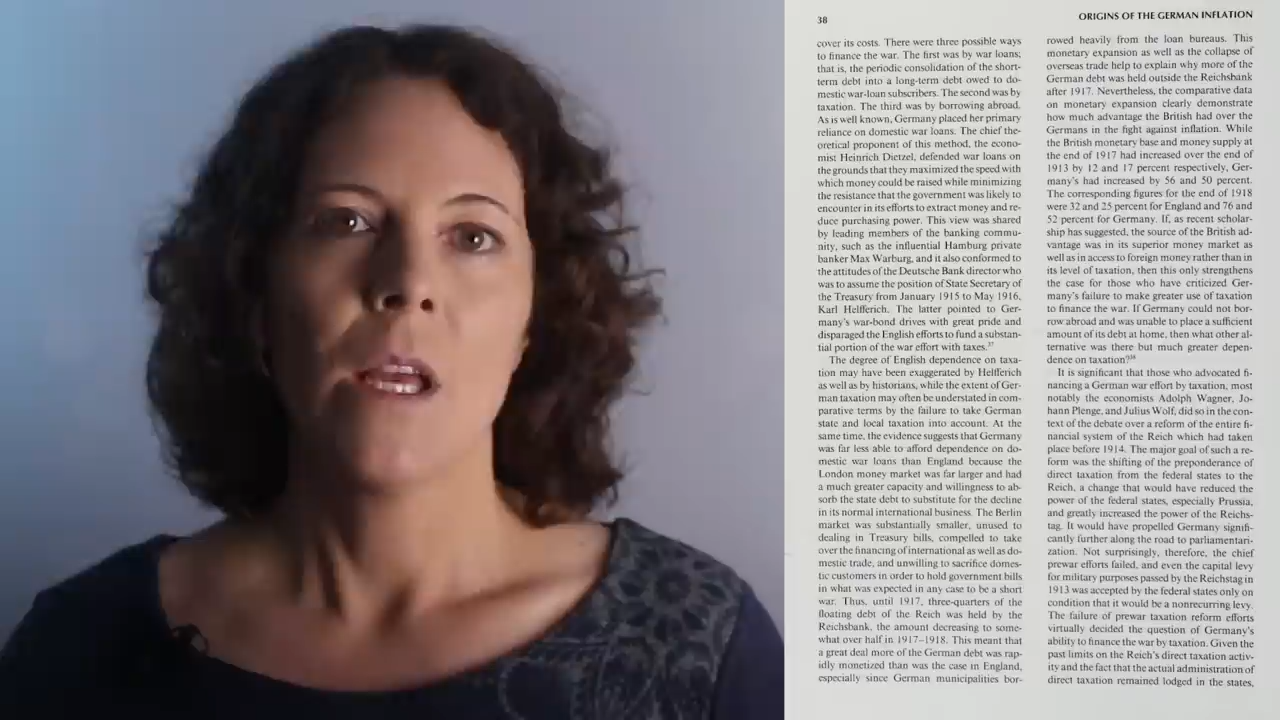 38
ORIGINS OF THE GERMAN INFLATION
cover its costs. There were three possible ways
to finance the war. The first was by war loans;
that is, the periodic consolidation of the short-
term debt into a long-term debt owed to do-
mestic war-loan subscribers. The second was by
taxation. The third was by borrowing abroad.
As is well known, Germany placed her primary
reliance on domestic war loans. The chief the-
oretical proponent of this method, the econo-
mist Heinrich Dietzel, defended war loans on
the grounds that they maximized the speed with
which money could be raised while minimizing
the resistance that the government was likely to
encounter in its efforts to extract money and re-
duce purchasing power. This view was shared
by leading members of the banking commu-
nity, such as the influential Hamburg private
banker Max Warburg, and it also conformed to
the attitudes of the Deutsche Bank director who
was to assume the position of State Secretary of
the Treasury from January 1915 to May 1916,
Karl Helfferich. The latter pointed to Ger-
many's war-bond drives with great pride and
disparaged the English efforts to fund a substan-
tial portion of the war effort with taxes.37
The degree of English dependence on taxa-
tion may have been exaggerated by Helfferich
as well as by historians, while the extent of Ger-
man taxation may often be understated in com-
parative terms by the failure to take German
state and local taxation into account. At the
same time, the evidence suggests that Germany
was far less able to afford dependence on do-
mestic war loans than England because the
London money market was far larger and had
a much greater capacity and willingness to ab-
sorb the state debt to substitute for the decline
in its normal international business. The Berlin
market was substantially smaller, unused to
dealing in Treasury bills, compelled to take
over the financing of international as well as do-
mestic trade, and unwilling to sacrifice domes-
tic customers in order to hold government bills
in what was expected in any case to be a short
war. Thus, until 1917, three-quarters of the
floating debt of the Reich was held by the
Reichsbank, the amount decreasing to some-
what over half in 1917–1918. This meant that
a great deal more of the German debt was rap-
idly monetized than was the case in England,
especially since German municipalities bor-
rowed heavily from the loan bureaus. This
monetary expansion as well as the collapse of
overseas trade help to explain why more of the
German debt was held outside the Reichsbank
after 1917. Nevertheless, the comparative data
on monetary expansion clearly demonstrate
how much advantage the British had over the
Germans in the fight against inflation. While
the British monetary base and money supply at
the end of 1917 had increased over the end of
1913 by 12 and 17 percent respectively, Ger-
many's had increased by 56 and 50 percent.
The corresponding figures for the end of 1918
were 32 and 25 percent for England and 76 and
52 percent for Germany. If, as recent scholar-
ship has suggested, the source of the British ad-
vantage was in its superior money market as
well as in access to foreign money rather than in
its level of taxation, then this only strengthens
the case for those who have criticized Ger-
many's failure to make greater use of taxation
to finance the war. If Germany could not bor-
row abroad and was unable to place a sufficient
amount of its debt at home, then what other al-
ternative was there but much greater depen-
dence on taxation?38
It is significant that those who advocated fi-
nancing a German war effort by taxation, most
notably the economists Adolph Wagner, Jo-
hann Plenge, and Julius Wolf, did so in the con-
text of the debate over a reform of the entire fi-
nancial system of the Reich which had taken
place before 1914. The major goal of such a re-
form was the shifting of the preponderance of
direct taxation from the federal states to the
Reich, a change that would have reduced the
power of the federal states, especially Prussia,
and greatly increased the power of the Reichs-
tag. It would have propelled Germany signifi-
cantly further along the road to parliamentari-
zation. Not surprisingly, therefore, the chief
prewar efforts failed, and even the capital levy
for military purposes passed by the Reichstag in
1913 was accepted by the federal states only on
condition that it would be a nonrecurring levy.
The failure of prewar taxation reform efforts
virtually decided the question of Germany's
ability to finance the war by taxation. Given the
past limits on the Reich's direct taxation activ-
ity and the fact that the actual administration of
direct taxation remained lodged in the states,